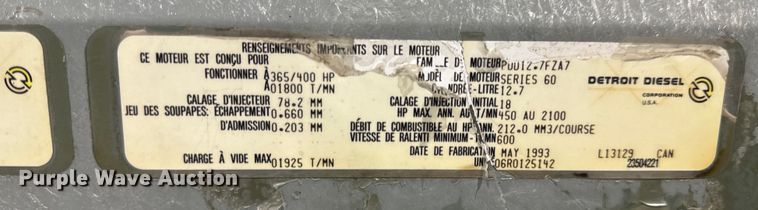 RENSEIGNEMENTS IMPORTANTS SUR LE MOTEUR
CE MOTEUR EST CONÇU POUR
FONCTIONNER À 365/400 HP
À 01800 T/MN
CALAGE D'INJECTEUR 78.2 MM
JEU DES SOUPAPES: ÉCHAPPEMENT 0.660 MM
D'ADMISSION 0.203 MM
CHARGE À VIDE MAX 01925 T/MN
FAMILLE DE MOTEUR PDD12.7FZA7
MODÈLE DE MOTEUR SERIES 60
CYLINDRÉE-LITRE 12.7
CALAGE D'INJECTION INITIAL 18
HP MAX. ANN. AU T/MN 450 AU 2100
DÉBIT DE COMBUSTIBLE AU HP ANN. 212.0 MM3/COURSE
VITESSE DE RALENTI MINIMUM-T/MN 600
DATE DE FABRICATION MAY 1993
06R0125142
DETROIT DIESEL
CORPORATION
U.S.A.
L13129 CAN
23504221
Purple Wave Auction